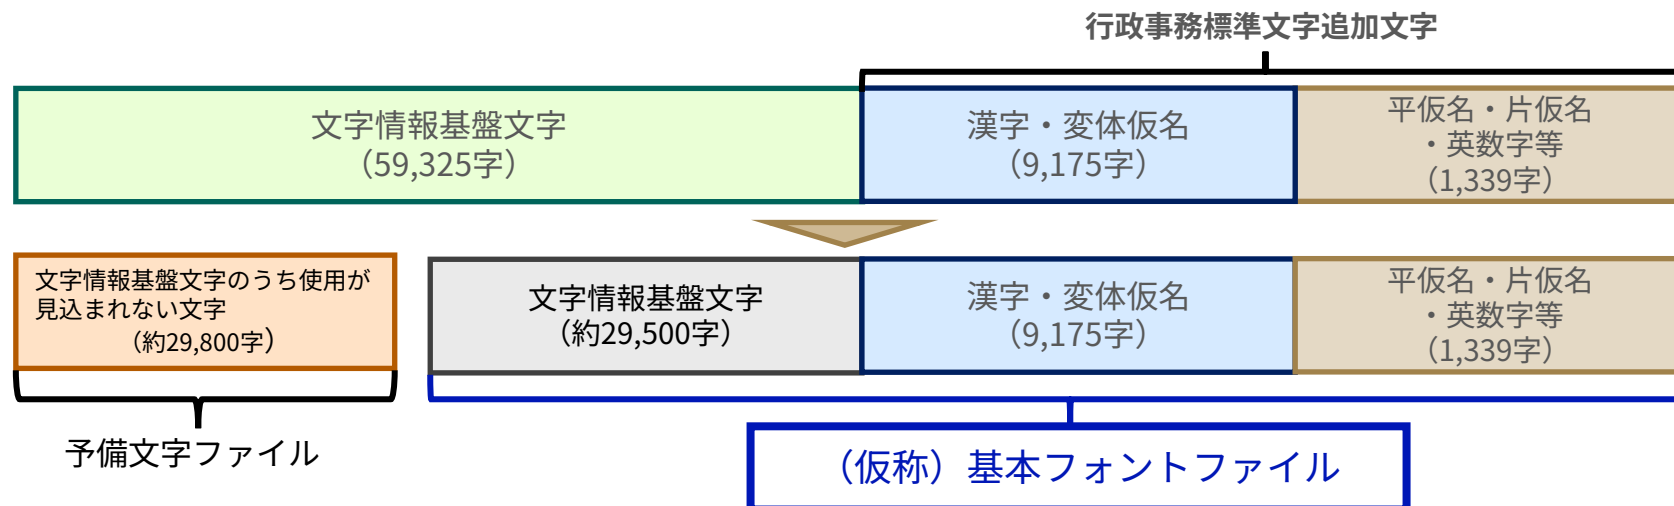 行政事務標準文字追加文字
文字情報基盤文字
（59,325字）
漢字・変体仮名
（9,175字）
平仮名・片仮名
・英数字等
（1,339字）
文字情報基盤文字のうち使用が
見込まれない文字
（約29,800字）
文字情報基盤文字
（約29,500字）
漢字・変体仮名
（9,175字）
平仮名・片仮名
・英数字等
（1,339字）
予備文字ファイル
（仮称）基本フォントファイル